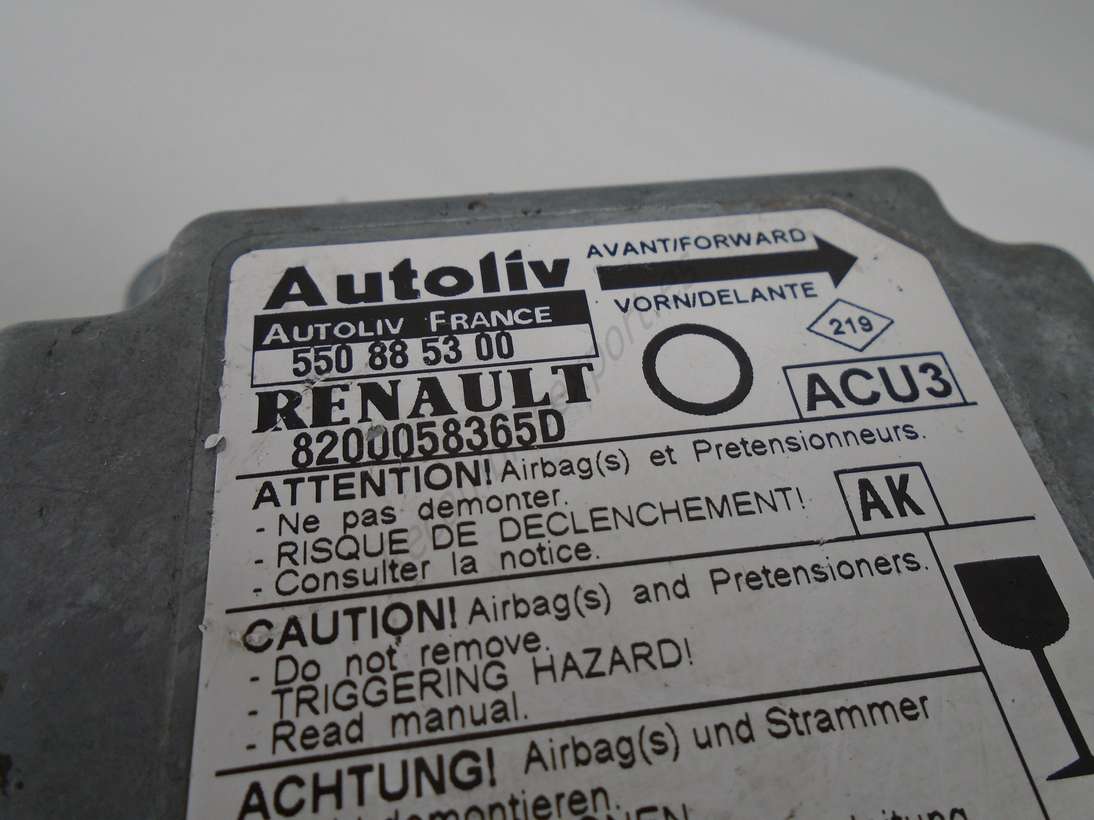 Autoliv
AUTOLIV FRANCE
550 88 53 00
RENAULT
8200058365D
AVANT/FORWARD
VORN/DELANTE
219
ACU3
ATTENTION! Airbag(s) et Pretensionneurs.
- Ne pas demonter.
- RISQUE DE DECLENCHEMENT!
- Consulter la notice.
AK
CAUTION! Airbag(s) and Pretensioners.
- Do not remove.
- TRIGGERING HAZARD!
- Read manual.
ACHTUNG! Airbag(s) und Strammer
demontieren.